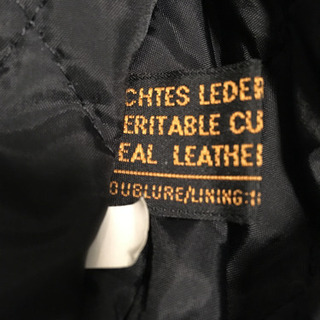 CHTES LEDER
ERITABLE CU
EAL LEATHE
OUBLURE/LINING: